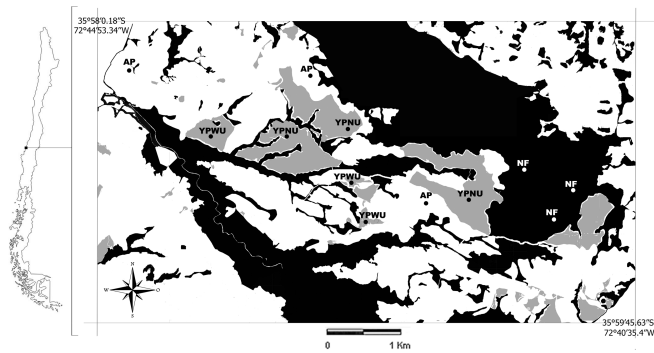 35°58'0.18"S
72°44'53.34"W
AP
AP
YPWU
YPNU
YPNU
NF
YPWU
NF
AP
YPNU
YPWU
NF
N
W
O
S
35°59'45.63"S
72°40'35.4"W
0 1 Km